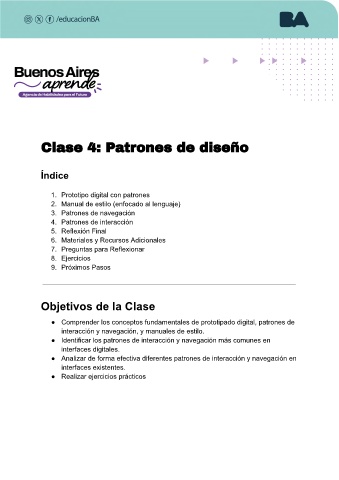 /educacionBA
BA
Buenos Aires
aprende
Agencia de Habilidades para el Futuro
Clase 4: Patrones de diseño
Índice
1. Prototipo digital con patrones
2. Manual de estilo (enfocado al lenguaje)
3. Patrones de navegación
4. Patrones de interacción
5. Reflexión Final
6. Materiales y Recursos Adicionales
7. Preguntas para Reflexionar
8. Ejercicios
9. Próximos Pasos
Objetivos de la Clase
● Comprender los conceptos fundamentales de prototipado digital, patrones de
interacción y navegación, y manuales de estilo.
● Identificar los patrones de interacción y navegación más comunes en
interfaces digitales.
● Analizar de forma efectiva diferentes patrones de interacción y navegación en
interfaces existentes.
● Realizar ejercicios prácticos